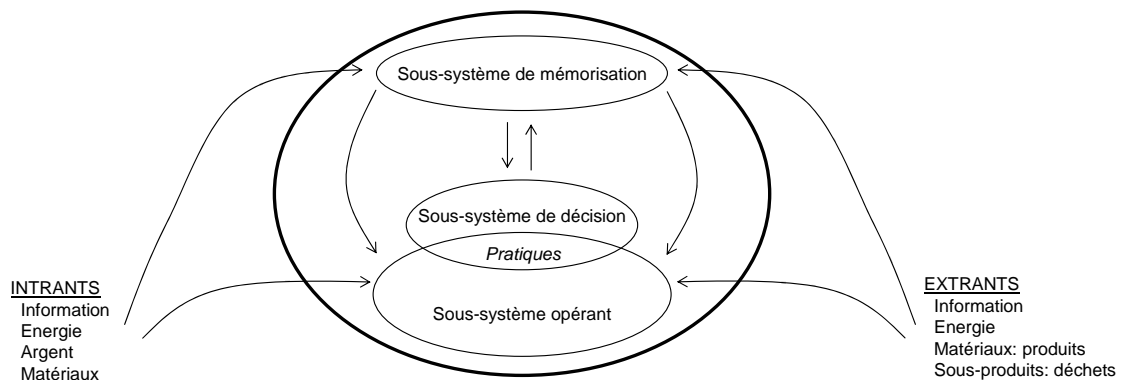 Sous-système de mémorisation
Sous-système de décision
Pratiques
Sous-système opérant
INTRANTS
Information
Energie
Argent
Matériaux
EXTRANTS
Information
Energie
Matériaux: produits
Sous-produits: déchets